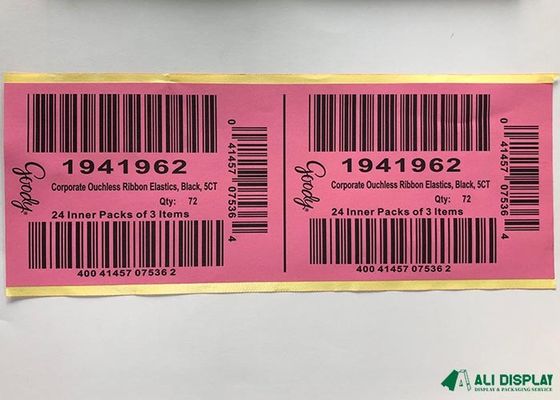 1941962
Goody
Corporate Ouchless Ribbon Elastics, Black, 5CT
Qty: 72
24 Inner Packs of 3 Items
400 41457 07536 2
0 41457 07536 4
1941962
Goody
Corporate Ouchless Ribbon Elastics, Black, 5CT
Qty: 72
24 Inner Packs of 3 Items
400 41457 07536 2
0 41457 07536 4
ALI DISPLAY
DISPLAY & PACKAGING SERVICE